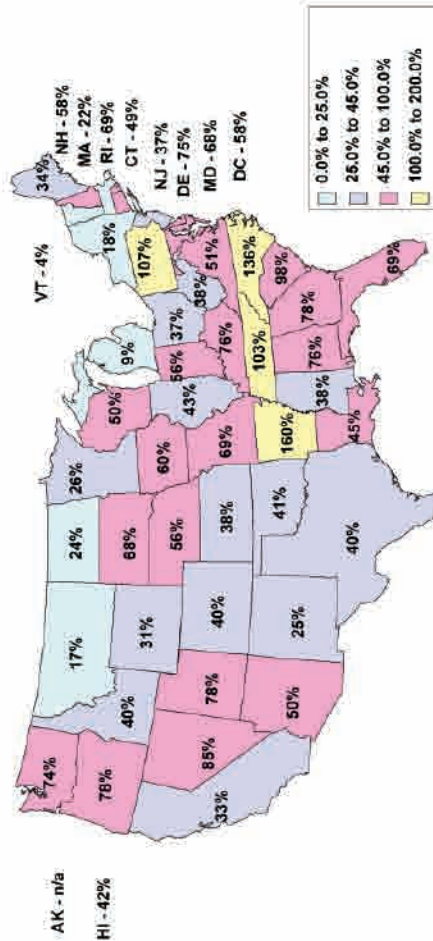 AK - n/a
HI - 42%
VT - 4%
NH - 58%
MA - 22%
RI - 69%
CT - 49%
NJ - 37%
DE - 75%
MD - 68%
DC - 58%
74%
78%
33%
85%
40%
17%
31%
78%
50%
40%
25%
24%
68%
56%
38%
41%
40%
26%
60%
69%
160%
45%
50%
43%
38%
9%
56%
37%
76%
103%
76%
78%
69%
98%
136%
51%
38%
107%
18%
34%
0.0% to 25.0%
25.0% to 45.0%
45.0% to 100.0%
100.0% to 200.0%